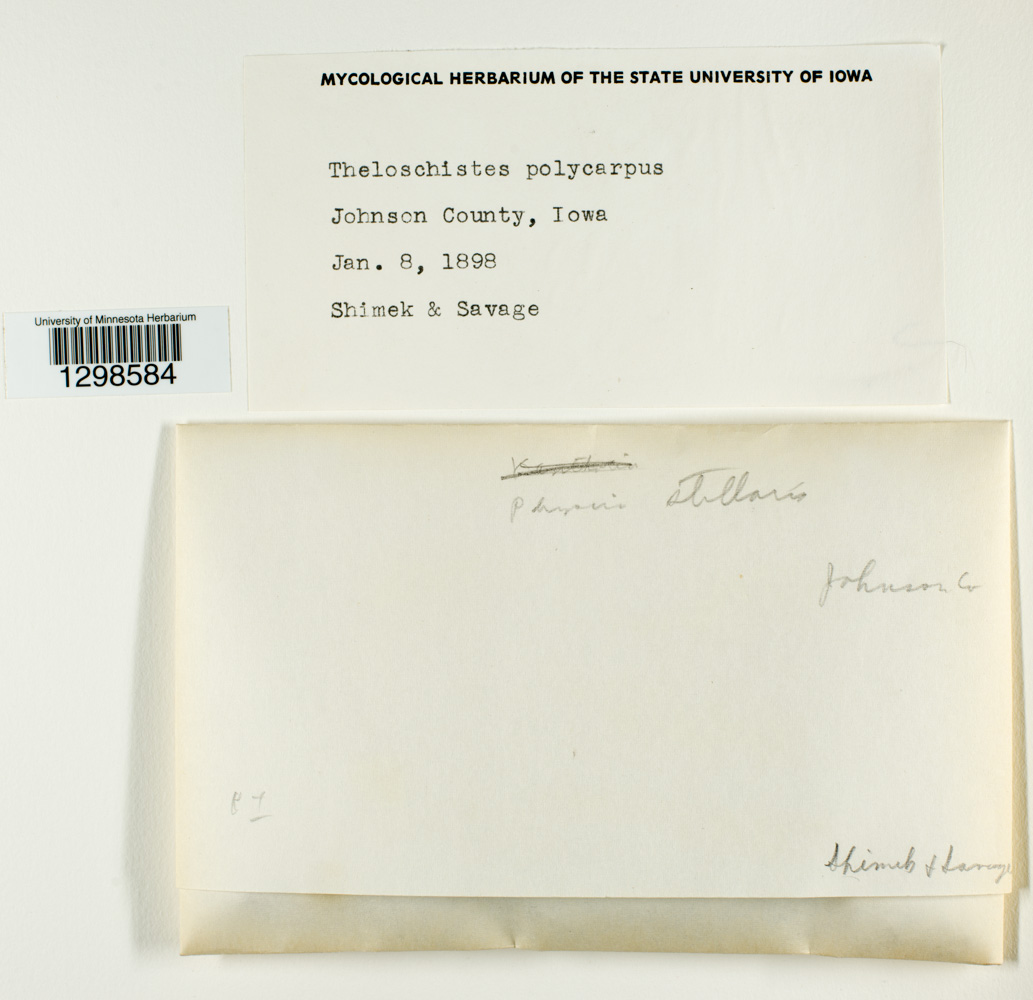 MYCOLOGICAL HERBARIUM OF THE STATE UNIVERSITY OF IOWA
Theloschistes polycarpus
Johnson County, Iowa
Jan. 8, 1898
Shimek & Savage
University of Minnesota Herbarium
1298584
Physcia stellaris
Johnson Co
Shimek & Savage